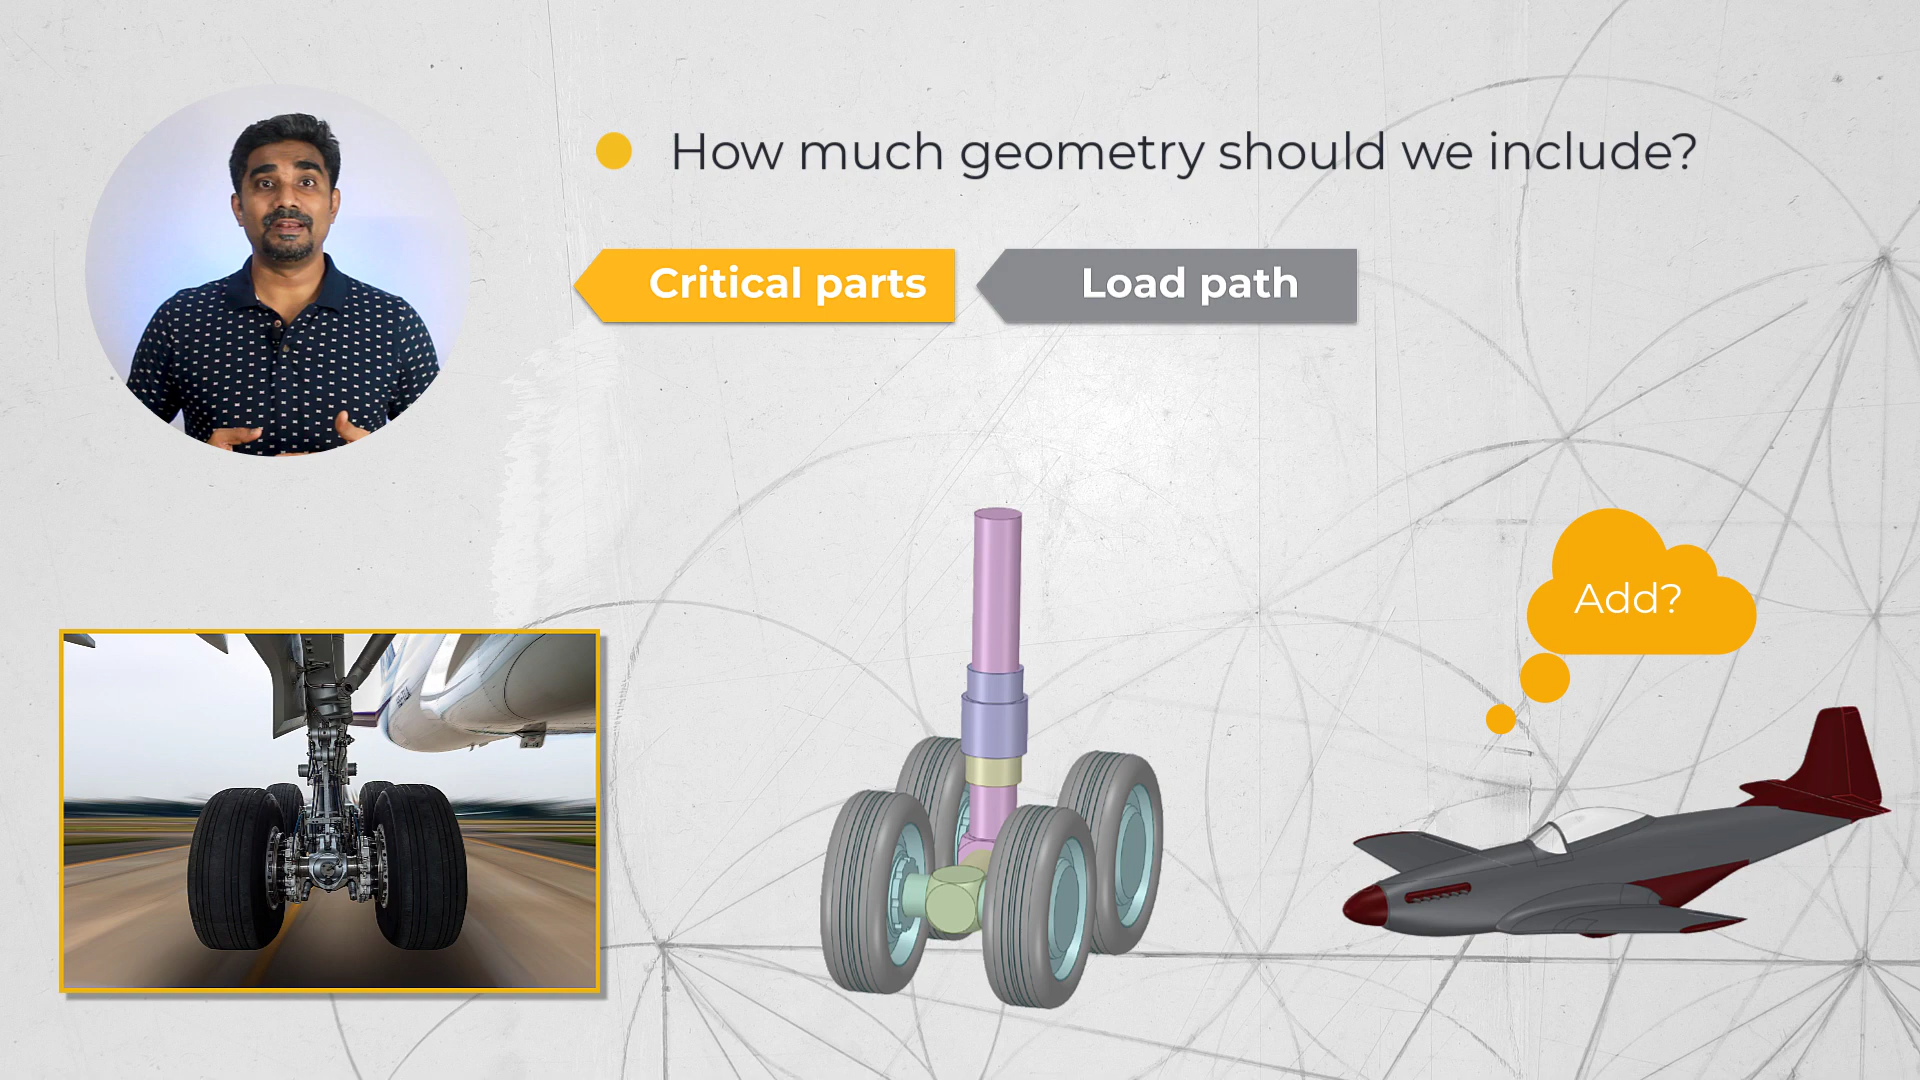 How much geometry should we include?
Critical parts
Load path
Add?